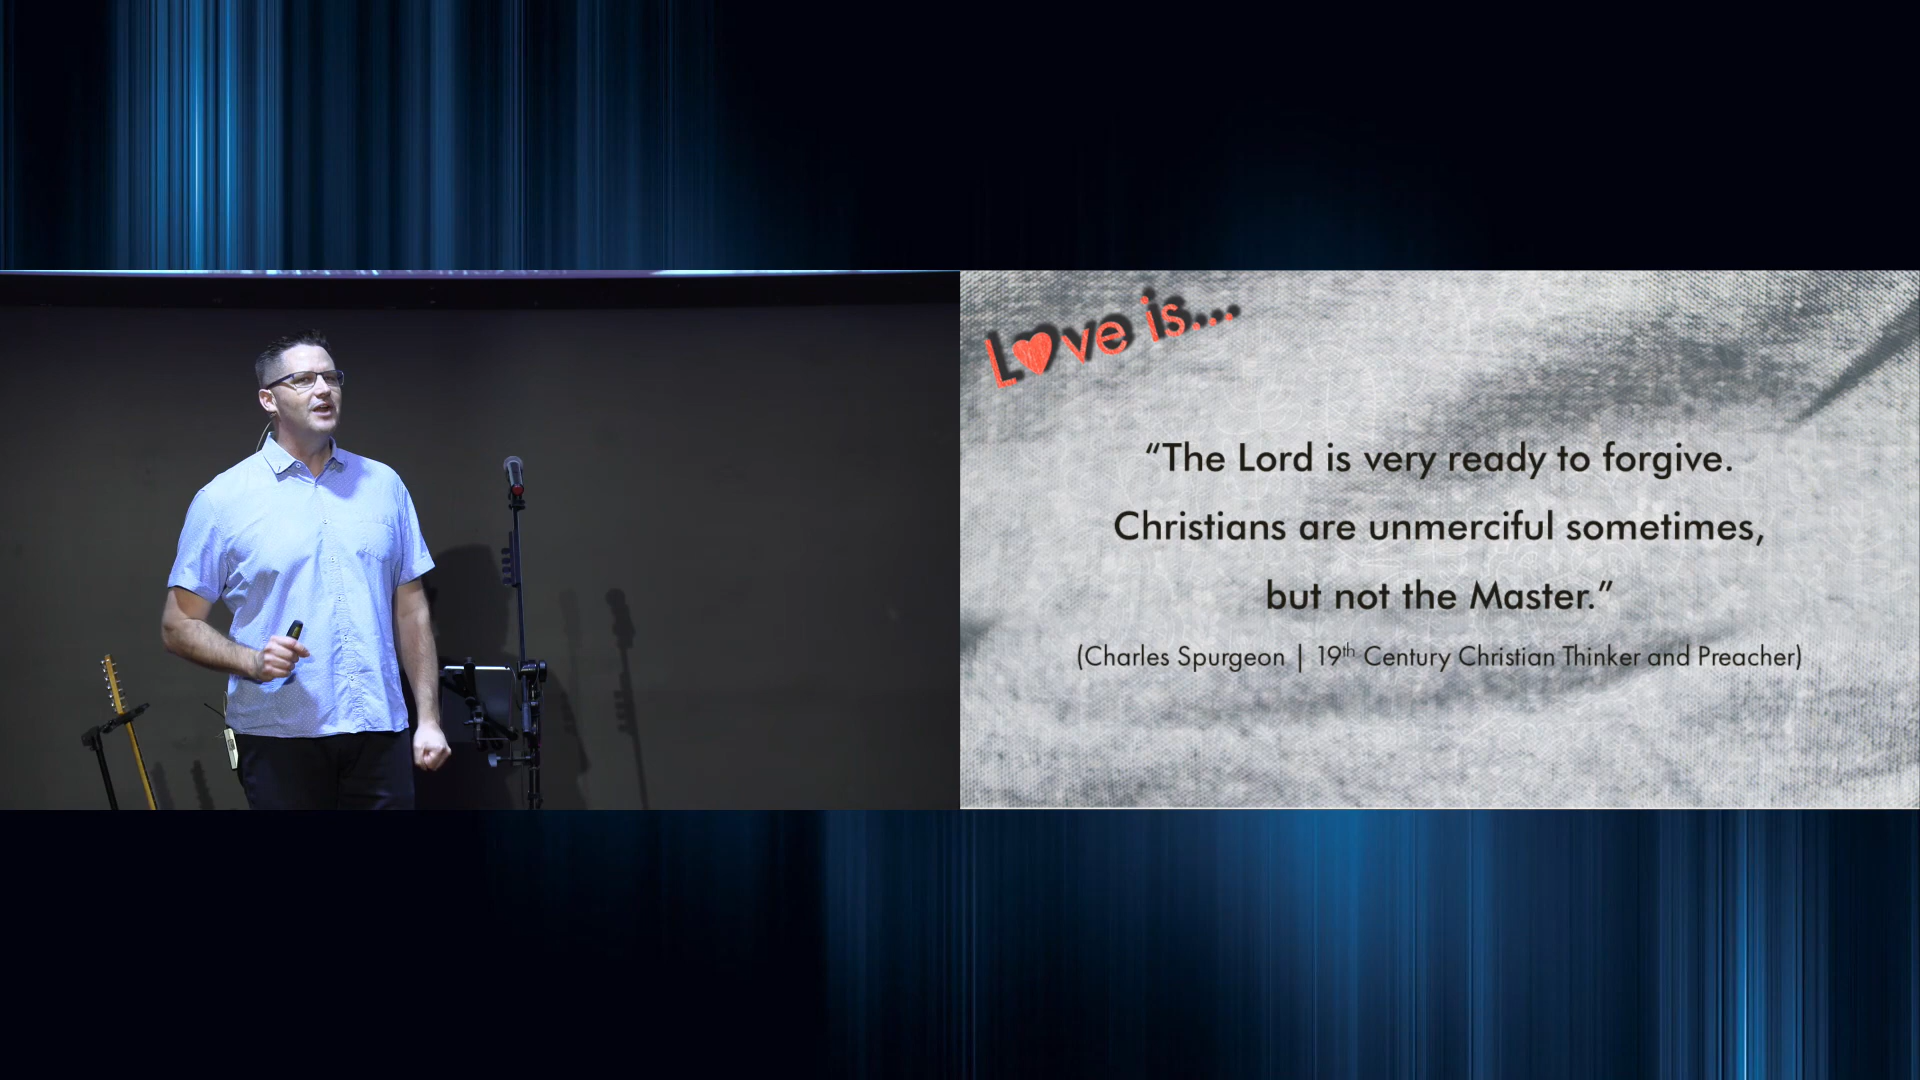 Love is...
“The Lord is very ready to forgive.
Christians are unmerciful sometimes,
but not the Master.”
(Charles Spurgeon | 19th Century Christian Thinker and Preacher)